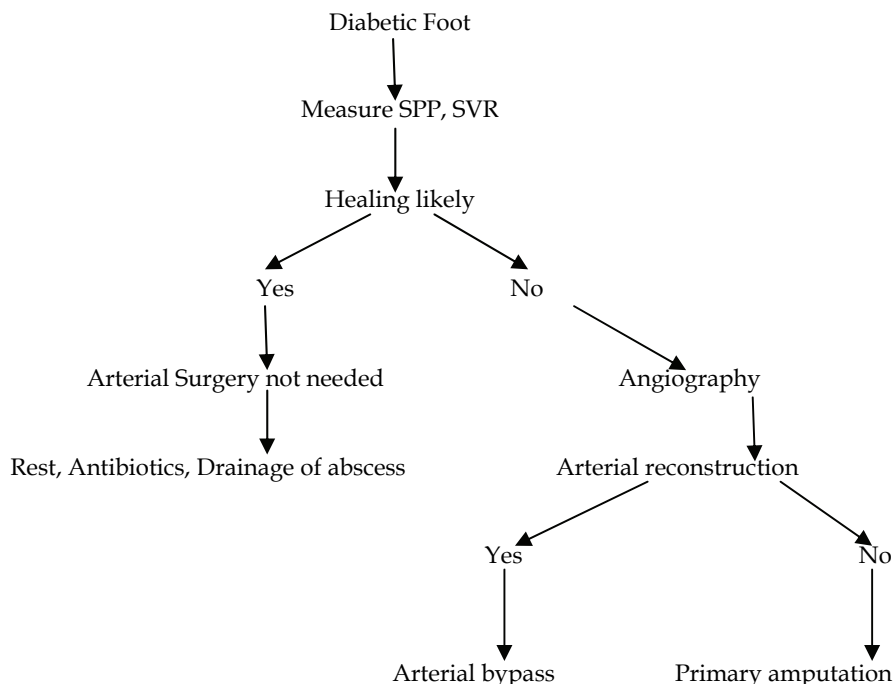 Diabetic Foot
Measure SPP, SVR
Healing likely
Yes
No
Arterial Surgery not needed
Angiography
Rest, Antibiotics, Drainage of abscess
Arterial reconstruction
Yes
No
Arterial bypass
Primary amputation